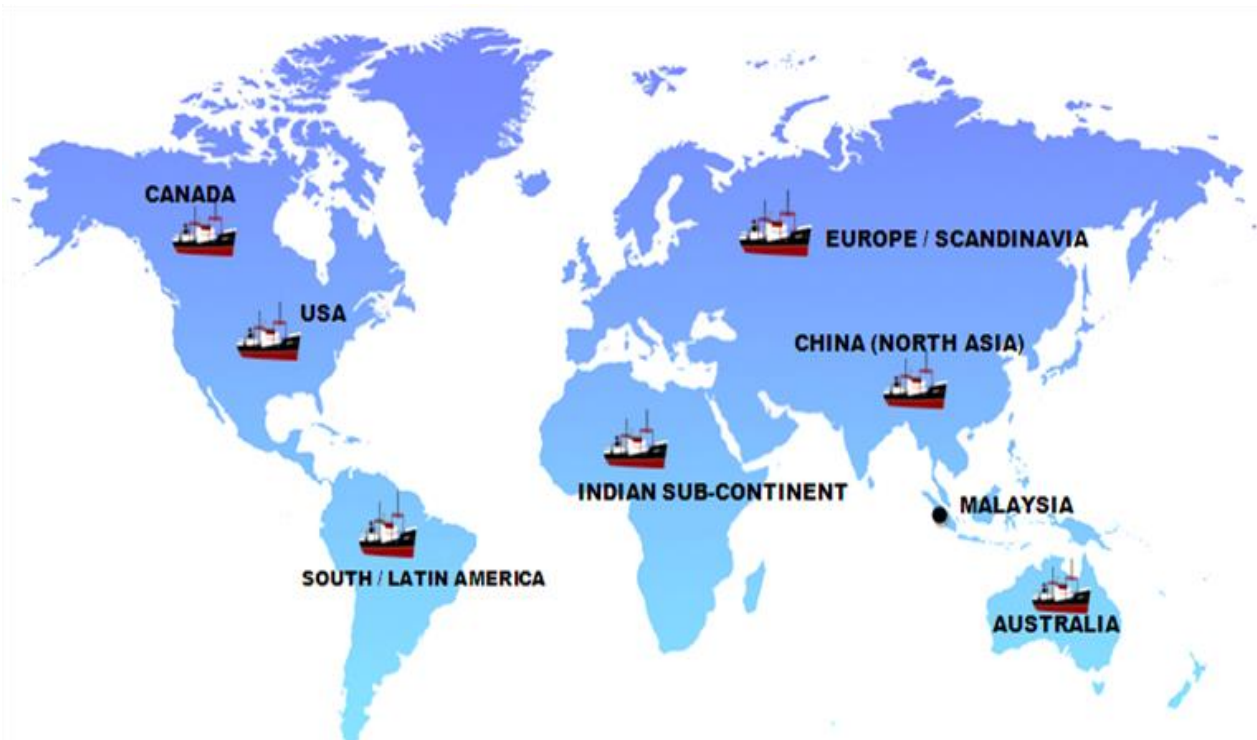 CANADA
EUROPE / SCANDINAVIA
USA
CHINA (NORTH ASIA)
INDIAN SUB-CONTINENT
MALAYSIA
SOUTH / LATIN AMERICA
AUSTRALIA